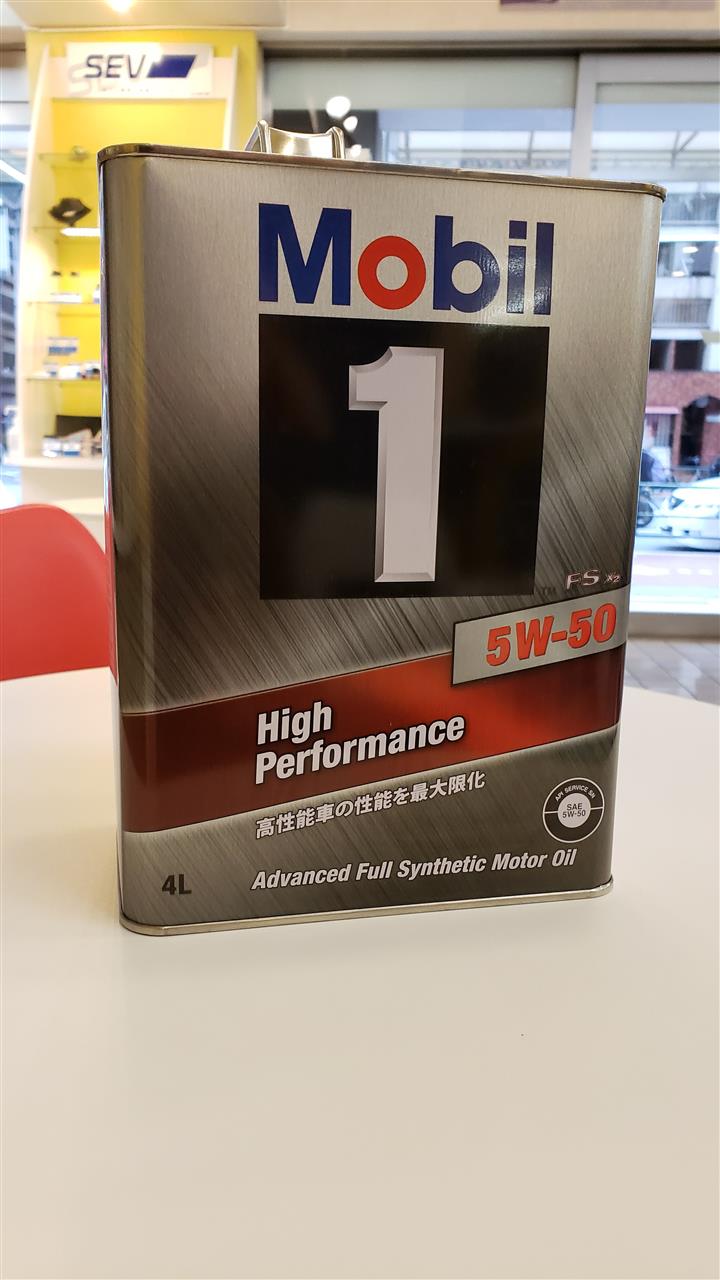 SEV
Mobil
1
™
FS x2
5W-50
High
Performance
高性能車の性能を最大限化
API SERVICE SN
SAE
5W-50
4L
Advanced Full Synthetic Motor Oil